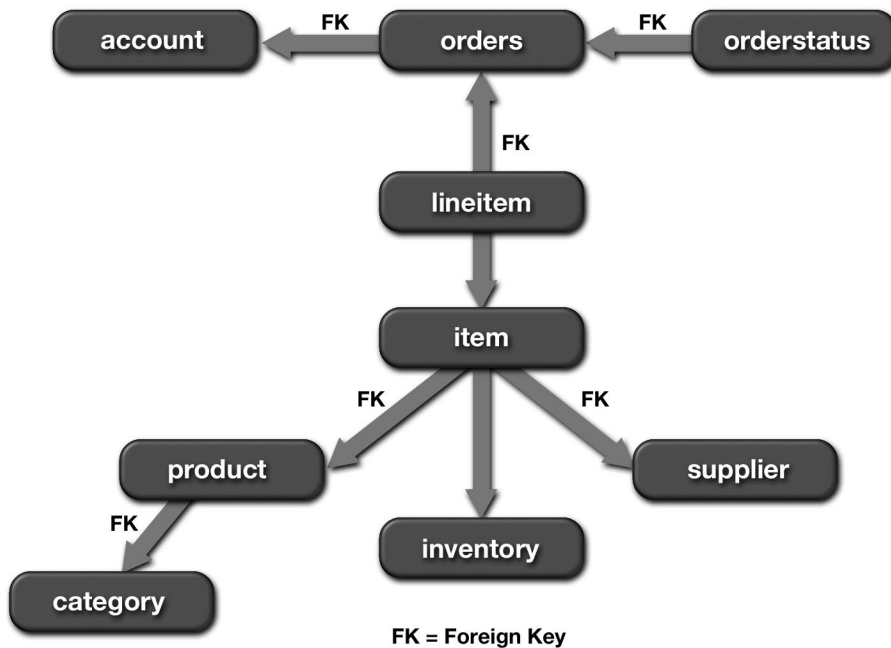 FK
FK
account
orders
orderstatus
FK
lineitem
item
FK
FK
product
supplier
FK
inventory
category
FK = Foreign Key